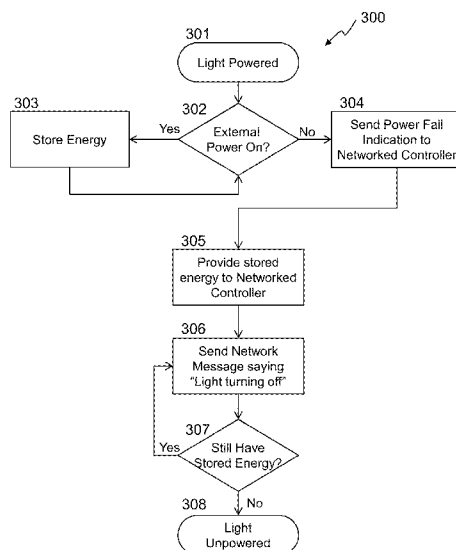 300
301
Light Powered
302
External
Power On?
Yes
No
303
Store Energy
304
Send Power Fail
Indication to
Networked Controller
305
Provide stored
energy to Networked
Controller
306
Send Network
Message saying
“Light turning off”
307
Still Have
Stored Energy?
Yes
No
308
Light
Unpowered